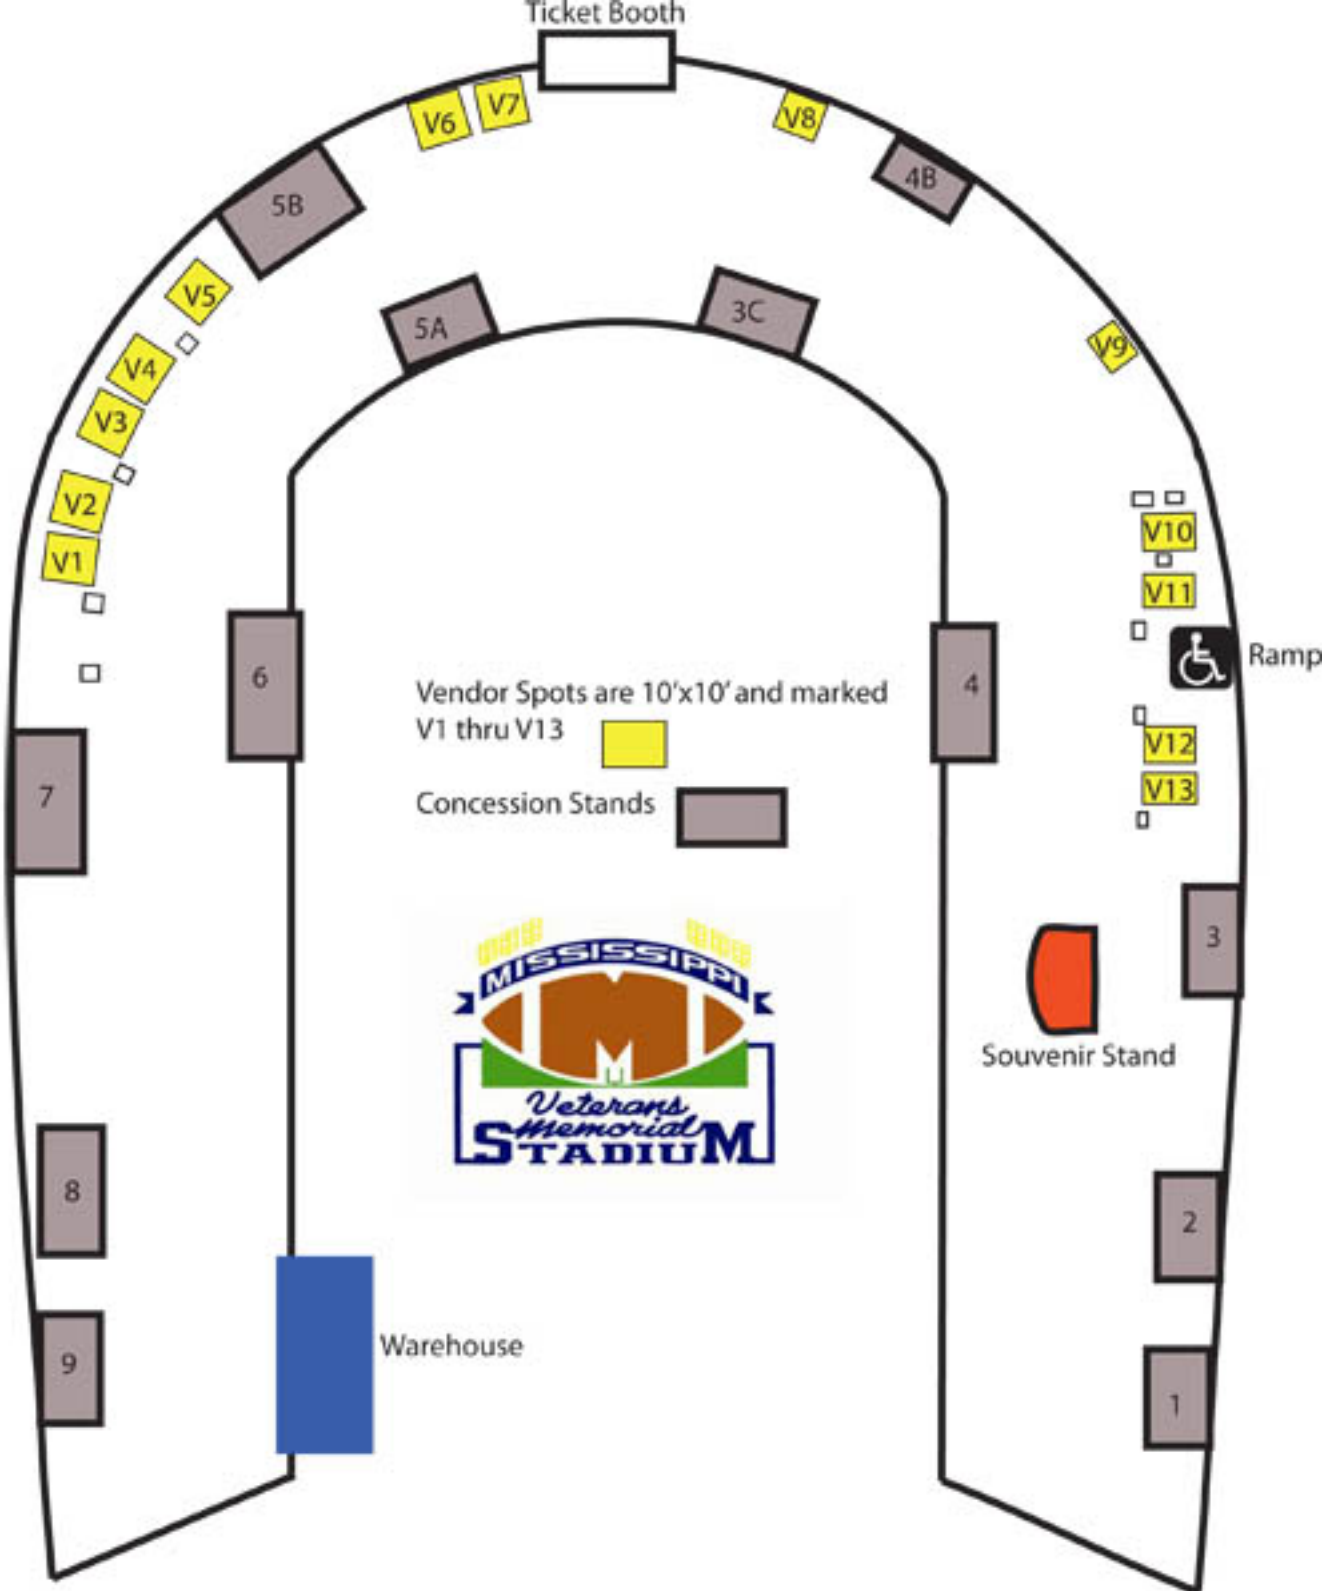 Ticket Booth
V6
V7
V8
4B
5B
V5
5A
3C
V9
V4
V3
V2
V1
V10
V11
6
4
Ramp
Vendor Spots are 10'x10' and marked
V1 thru V13
V12
V13
7
Concession Stands
3
MISSISSIPPI
M
Souvenir Stand
Veterans
Memorial
STADIUM
8
2
Warehouse
9
1